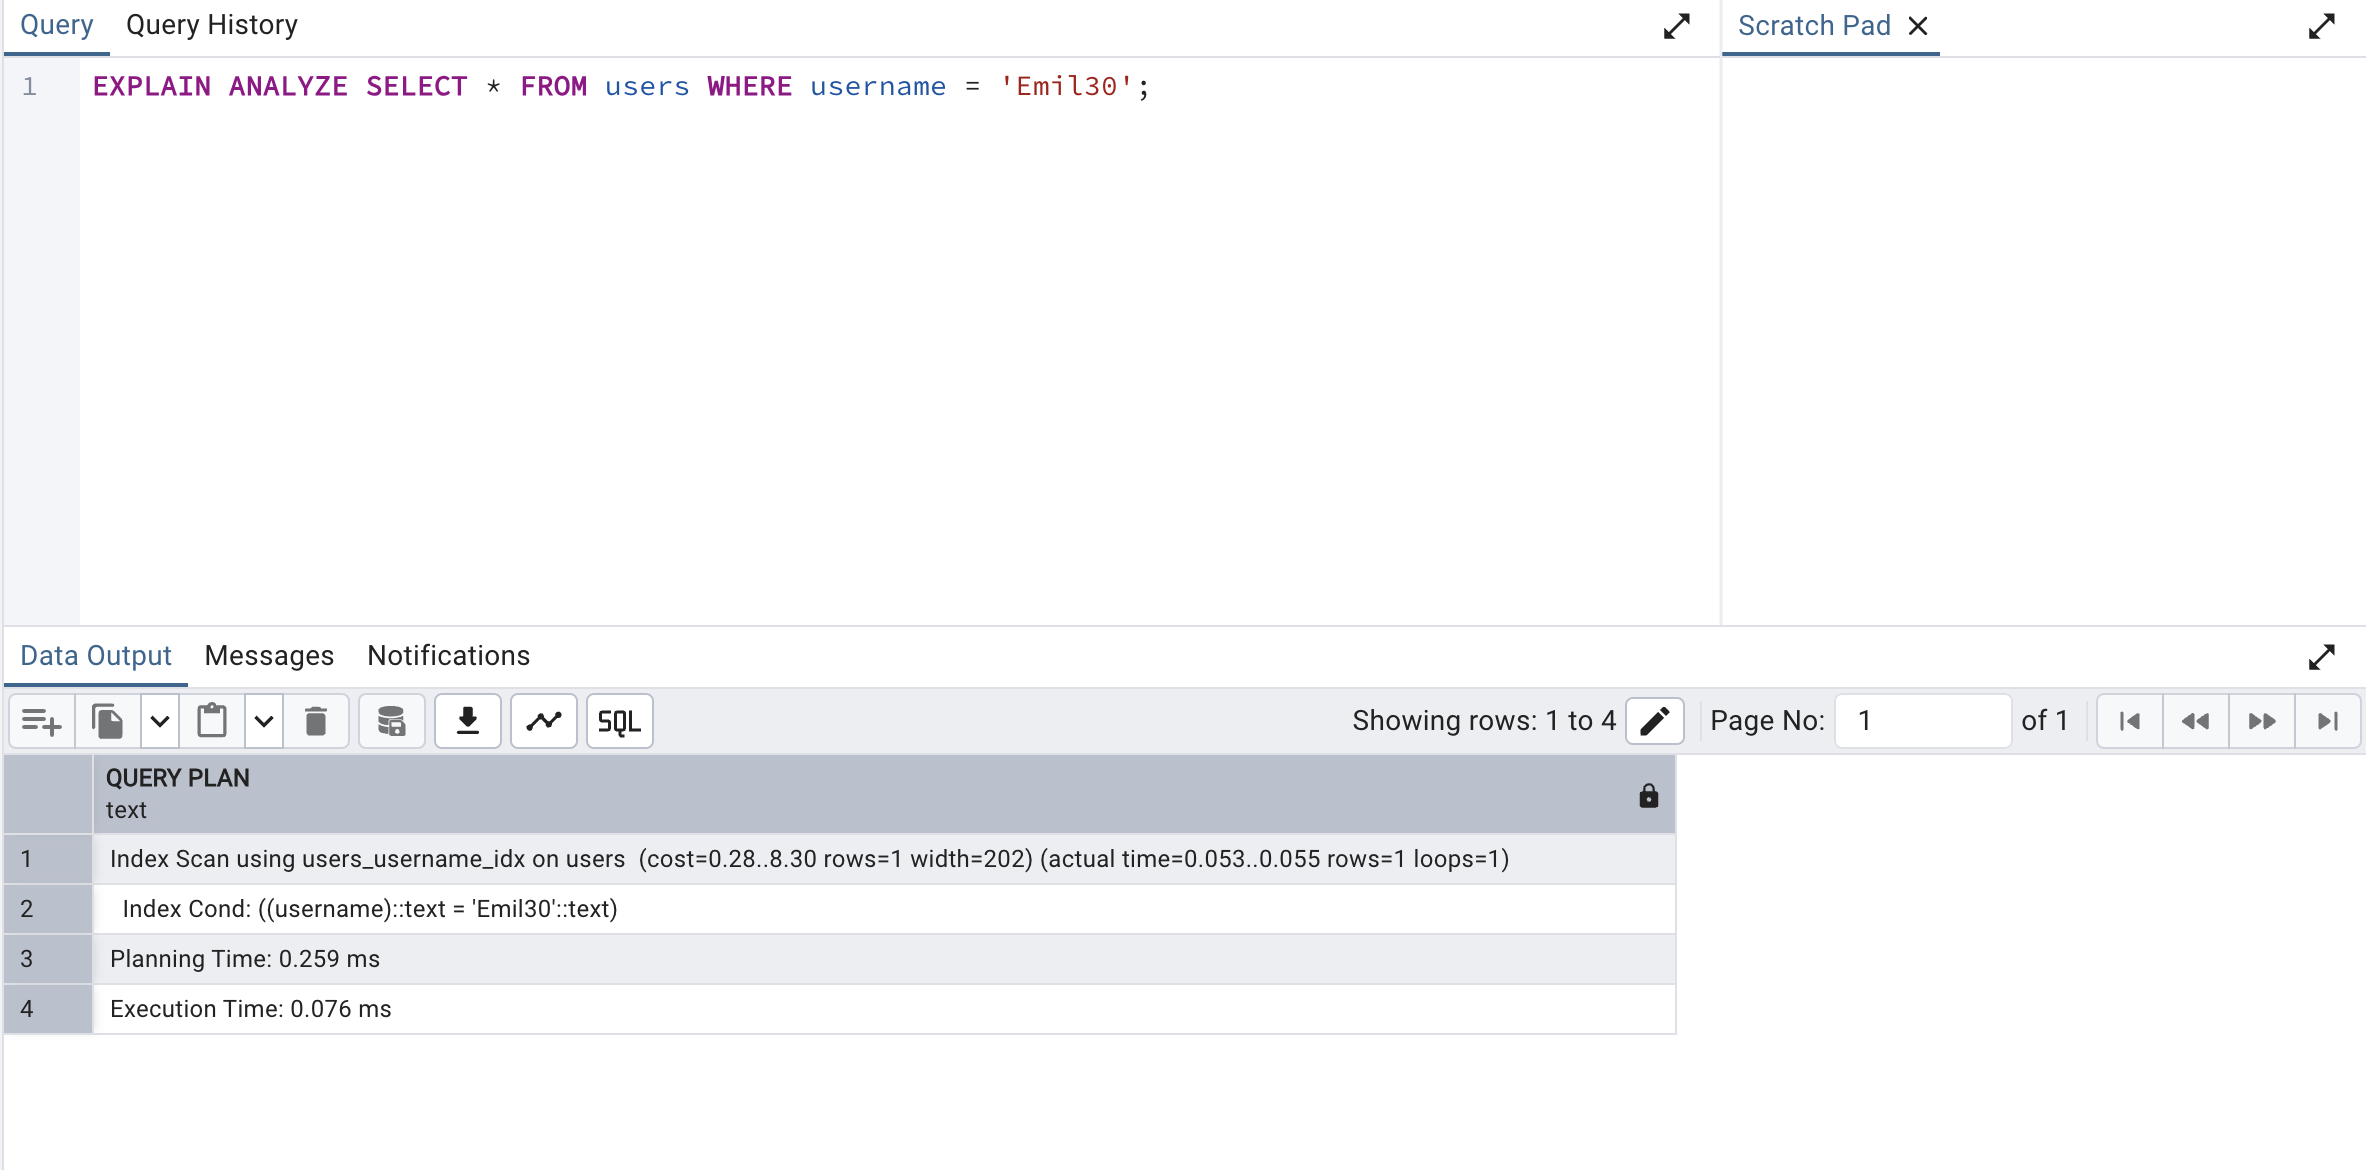 Query Query History
Scratch Pad
1 EXPLAIN ANALYZE SELECT * FROM users WHERE username = 'Emil30';
Data Output Messages Notifications
SQL Showing rows: 1 to 4 Page No: 1 of 1
QUERY PLAN
text
1 Index Scan using users_username_idx on users  (cost=0.28..8.30 rows=1 width=202) (actual time=0.053..0.055 rows=1 loops=1)
2 Index Cond: ((username)::text = 'Emil30'::text)
3 Planning Time: 0.259 ms
4 Execution Time: 0.076 ms